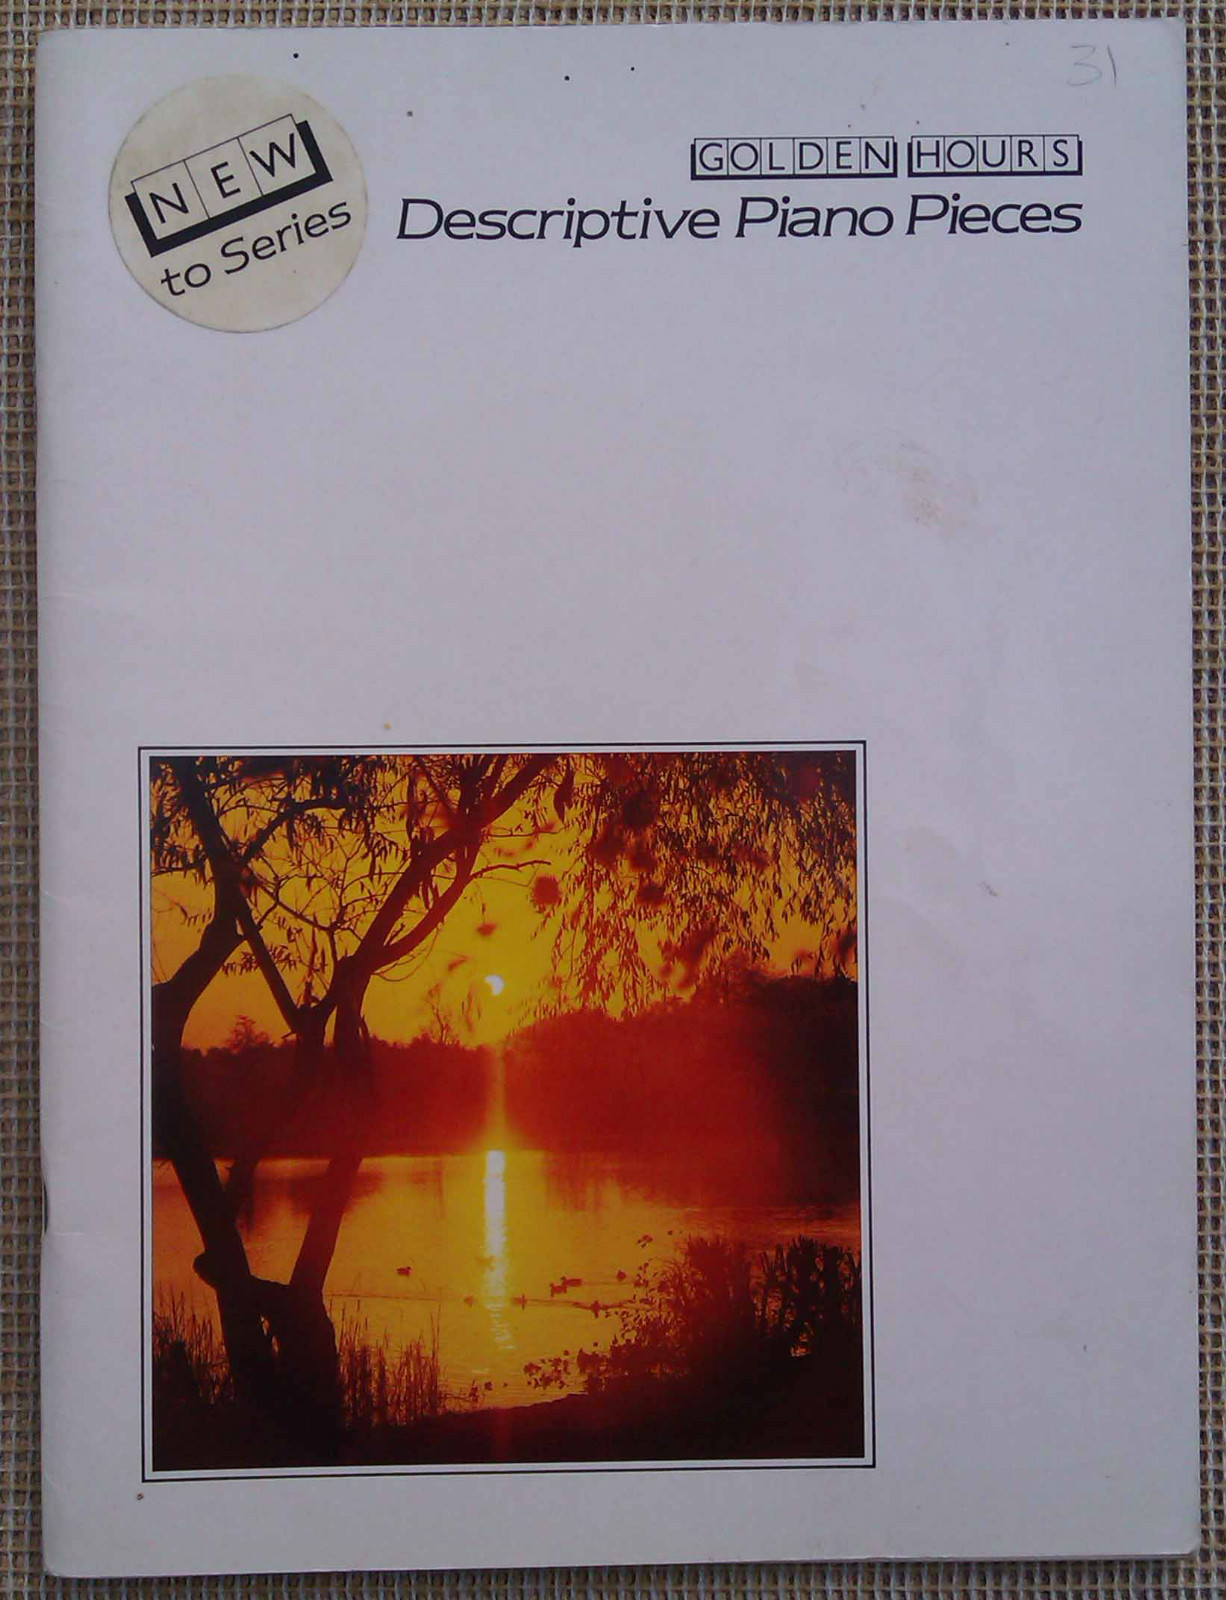 31
NEW
to Series
GOLDEN HOURS
Descriptive Piano Pieces